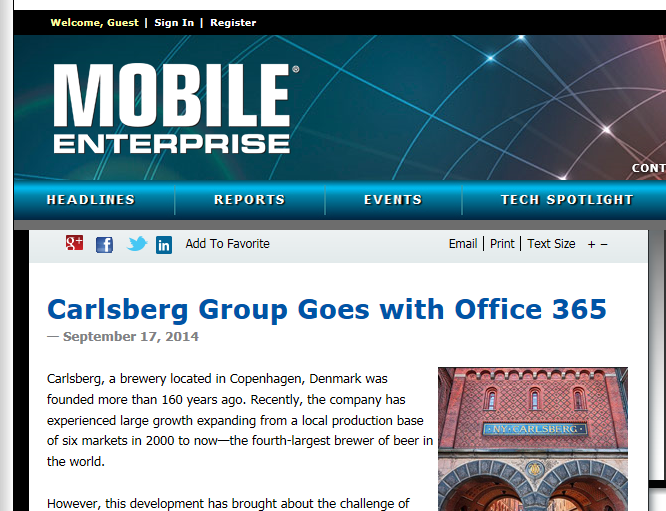 Welcome, Guest | Sign In | Register
MOBILE®
ENTERPRISE
CONT
HEADLINES REPORTS EVENTS TECH SPOTLIGHT
g+ f in Add To Favorite Email | Print | Text Size + −
Carlsberg Group Goes with Office 365
— September 17, 2014
Carlsberg, a brewery located in Copenhagen, Denmark was
founded more than 160 years ago. Recently, the company has
experienced large growth expanding from a local production base
of six markets in 2000 to now—the fourth-largest brewer of beer in
the world.
NY·CARLSBERG·
However, this development has brought about the challenge of